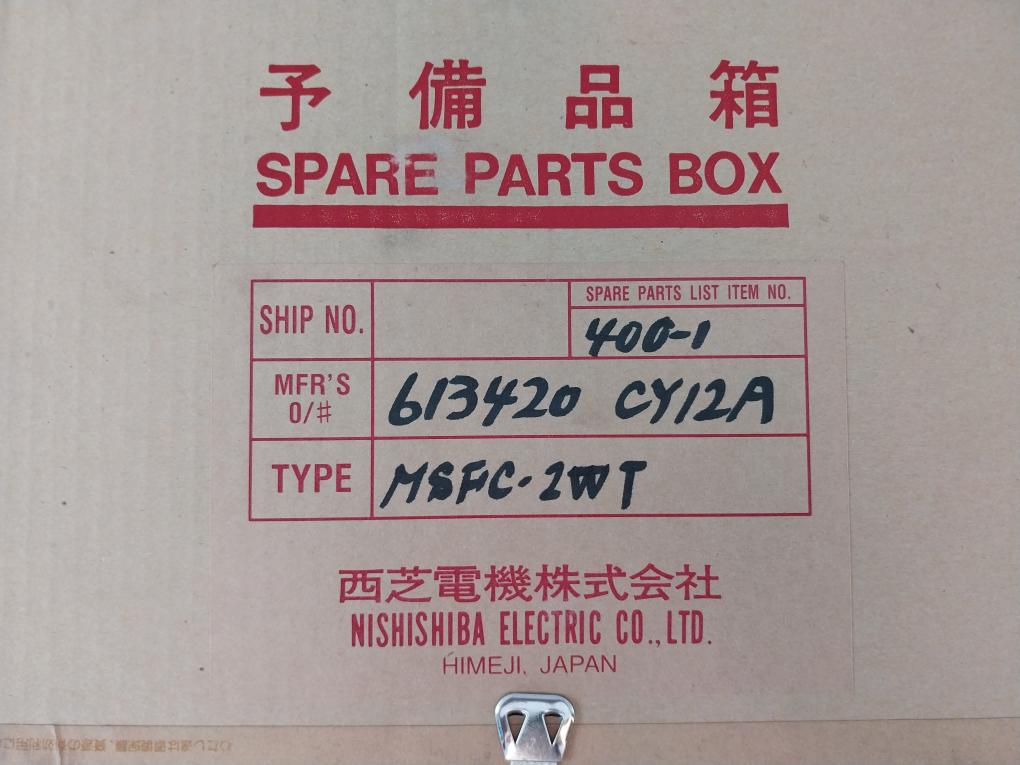 予備品箱
SPARE PARTS BOX
SHIP NO.
SPARE PARTS LIST ITEM NO.
400-1
MFR'S O/# 613420 CY12A
TYPE MSFC-2WT
西芝電機株式会社
NISHISHIBA ELECTRIC CO., LTD.
HIMEJI, JAPAN